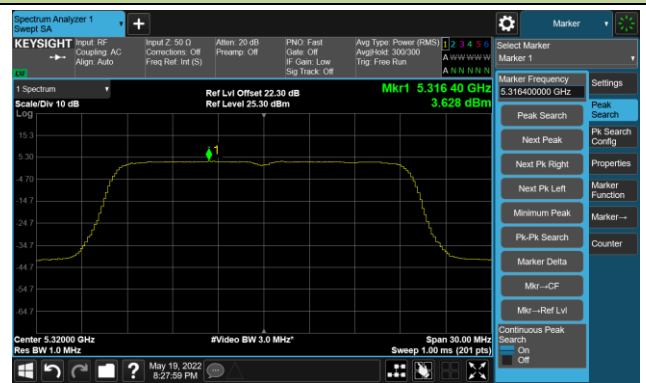 Spectrum Analyzer 1
Swept SA
Marker
KEYSIGHT
Input: RF
Coupling: AC
Align: Auto
Input Z: 50 Ω
Corrections: Off
Freq Ref: Int (S)
Atten: 20 dB
Preamp: Off
PNO: Fast
Gate: Off
IF Gain: Low
Sig Track: Off
Avg Type: Power (RMS)
Avg|Hold: 300/300
Trig: Free Run
1 2 3 4 5 6
A W W W W W
A N N N N N
Select Marker
Marker 1
1 Spectrum
Scale/Div 10 dB
Log
Ref Lvl Offset 22.30 dB
Ref Level 25.30 dBm
Mkr1 5.316 40 GHz
3.628 dBm
15.3
5.30
-4.70
-14.7
-24.7
-34.7
-44.7
-54.7
-64.7
1
Center 5.32000 GHz
Res BW 1.0 MHz
#Video BW 3.0 MHz*
Span 30.00 MHz
Sweep 1.00 ms (201 pts)
Marker Frequency
5.316400000 GHz
Peak Search
Next Peak
Next Pk Right
Next Pk Left
Minimum Peak
Pk-Pk Search
Marker Delta
Mkr→CF
Mkr→Ref Lvl
Continuous Peak
Search
On
Off
Settings
Peak
Search
Pk Search
Config
Properties
Marker
Function
Marker→
Counter
?
May 19, 2022
8:27:59 PM